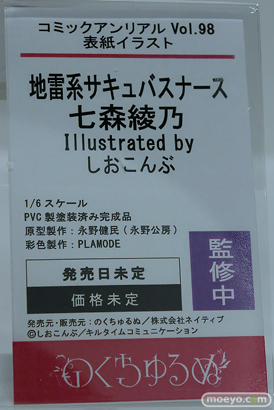 コミックアンリアル Vol.98
表紙イラスト
地雷系サキュバスナース
七森綾乃
Illustrated by
しおこんぶ
1/6スケール
PVC製塗装済み完成品
原型製作：永野健民（永野公房）
彩色製作：PLAMODE
発売日未定
価格未定
監修中
発売元・販売元：のくちゅるぬ／株式会社ネイティブ
©しおこんぶ／キルタイムコミュニケーション
のくちゅるぬ
moeyo.com